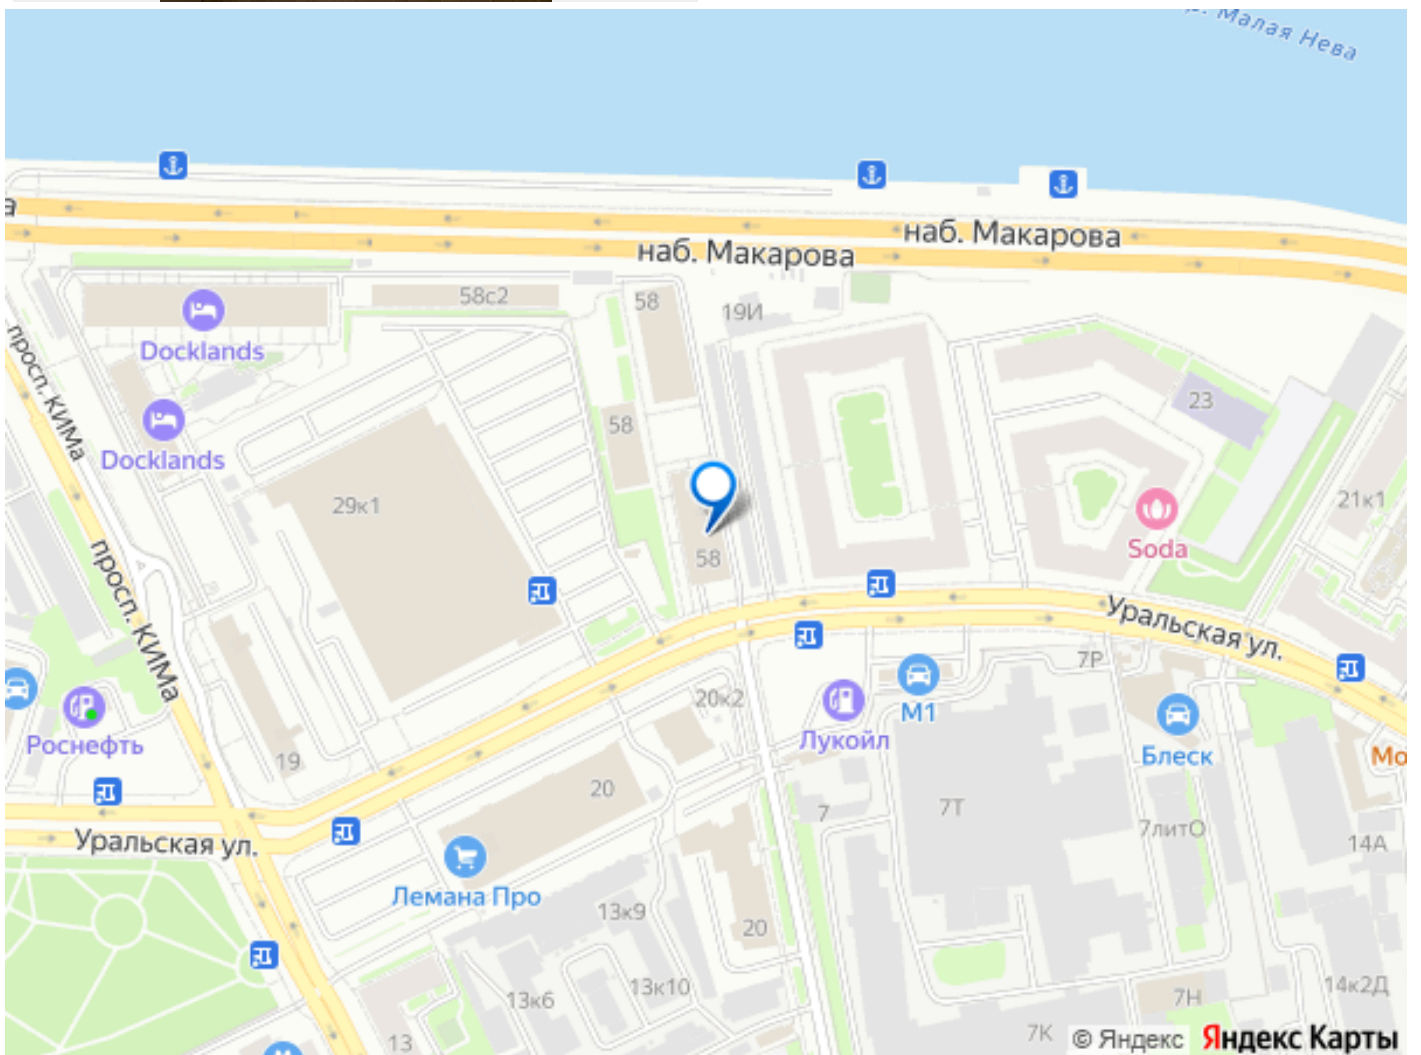 Малая Нева
наб. Макарова
наб. Макарова
58с2
58
19И
Docklands
просп. КИМа
23
58
Docklands
29к1
21к1
Soda
58
просп. КИМа
Уральская ул.
7Р
20к2
М1
Роснефть
Лукойл
Блеск
Мо
19
20
7
7Т
7литО
Уральская ул.
14А
Лемана Про
13к9
20
13к6
13к10
14к2Д
7Н
13
7К
© Яндекс
Яндекс Карты